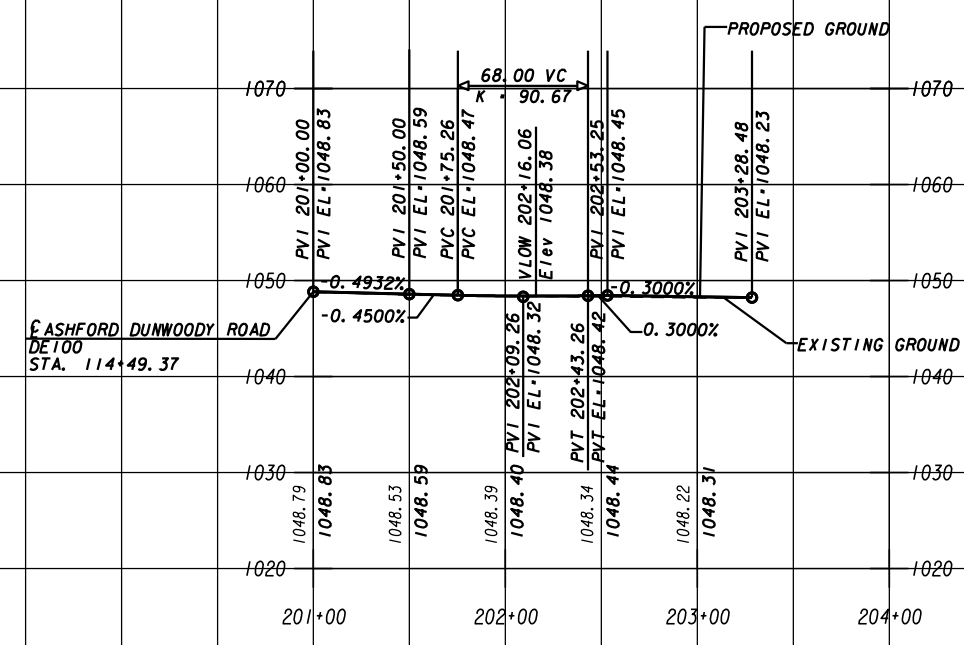 PROPOSED GROUND
68.00 VC
K = 90.67
1070
1070
PVI 201+00.00
PVI EL=1048.83
PVI 201+50.00
PVI EL=1048.59
PVC 201+75.26
PVC EL=1048.47
VLOW 202+16.06
Elev 1048.38
PVI 202+53.25
PVI EL=1048.45
PVI 203+28.48
PVI EL=1048.23
1060
1060
1050
1050
-0.4932%
-0.3000%
-0.4500%
0.3000%
℄ ASHFORD DUNWOODY ROAD
DE100
STA. 114+49.37
EXISTING GROUND
PVI 202+09.26
PVI EL=1048.32
PVT 202+43.26
PVT EL=1048.42
1040
1040
1030
1030
1048.79
1048.83
1048.53
1048.59
1048.39
1048.40
1048.34
1048.44
1048.22
1048.31
1020
1020
201+00
202+00
203+00
204+00